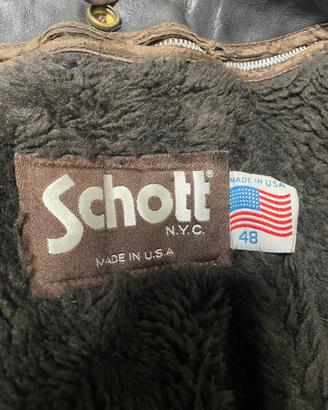 Schott®
N.Y.C.
MADE IN U.S.A
MADE IN USA
48